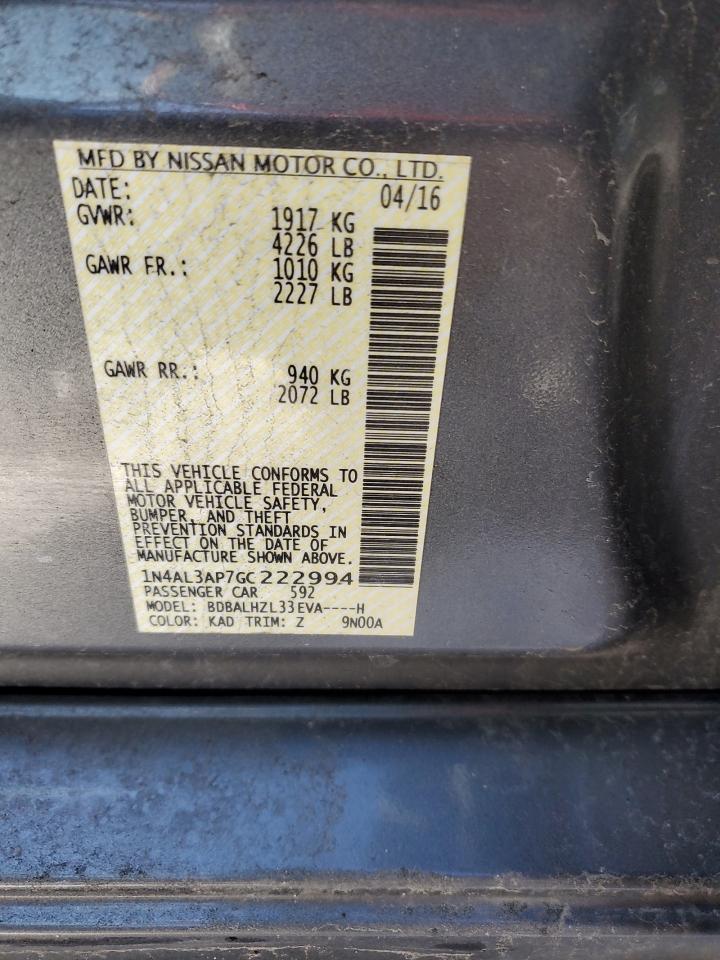 MFD BY NISSAN MOTOR CO., LTD.
DATE: 04/16
GVWR: 1917 KG
4226 LB
GAWR FR.: 1010 KG
2227 LB
GAWR RR.: 940 KG
2072 LB
THIS VEHICLE CONFORMS TO
ALL APPLICABLE FEDERAL
MOTOR VEHICLE SAFETY,
BUMPER, AND THEFT
PREVENTION STANDARDS IN
EFFECT ON THE DATE OF
MANUFACTURE SHOWN ABOVE.
1N4AL3AP7GC222994
PASSENGER CAR 592
MODEL: BDBALHZL33EVA----H
COLOR: KAD TRIM: Z 9N00A